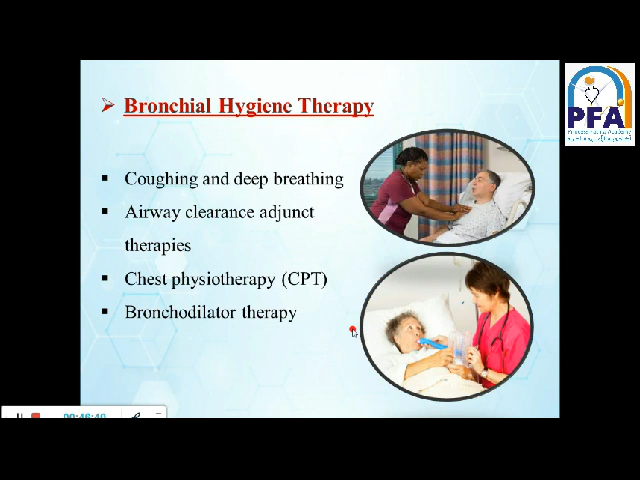 Bronchial Hygiene Therapy
Coughing and deep breathing
Airway clearance adjunct
therapies
Chest physiotherapy (CPT)
Bronchodilator therapy
PFA